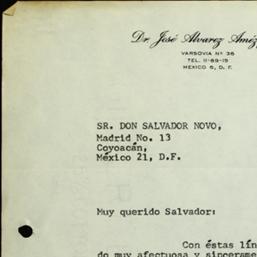 Dr. José Alvarez Améz
VARSOVIA Nº 36
TEL. 11-89-19
MEXICO 6, D. F.
SR. DON SALVADOR NOVO,
Madrid No. 13
Coyoacán,
México 21, D.F.
Muy querido Salvador:
Con éstas lín
do muy afectuosa y sincerame